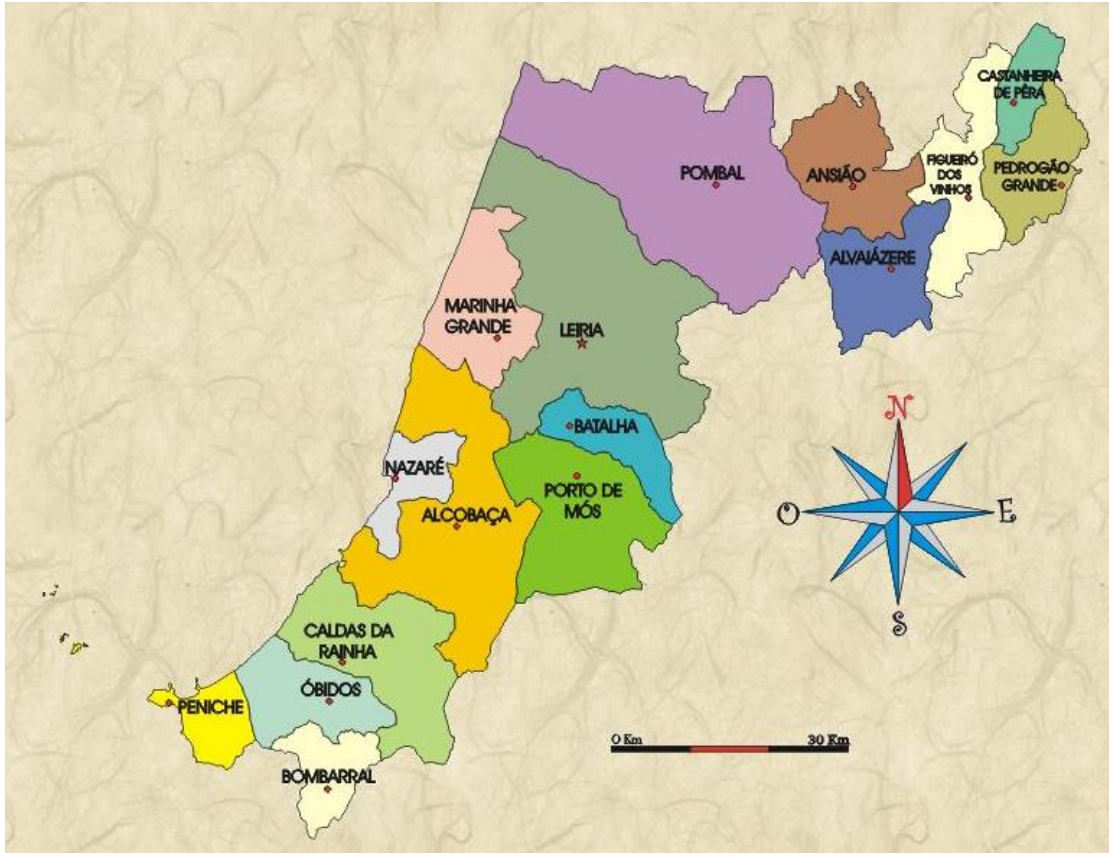 CASTANHEIRA
DE PÊRA
POMBAL
ANSIÃO
FIGUEIRÓ
DOS
VINHOS
PEDROGÃO
GRANDE
ALVAIÁZERE
MARINHA
GRANDE
LEIRIA
BATALHA
NAZARÉ
ALCOBAÇA
PORTO DE
MÓS
N
O
E
S
CALDAS DA
RAINHA
ÓBIDOS
PENICHE
BOMBARRAL
0 Km
30 Km